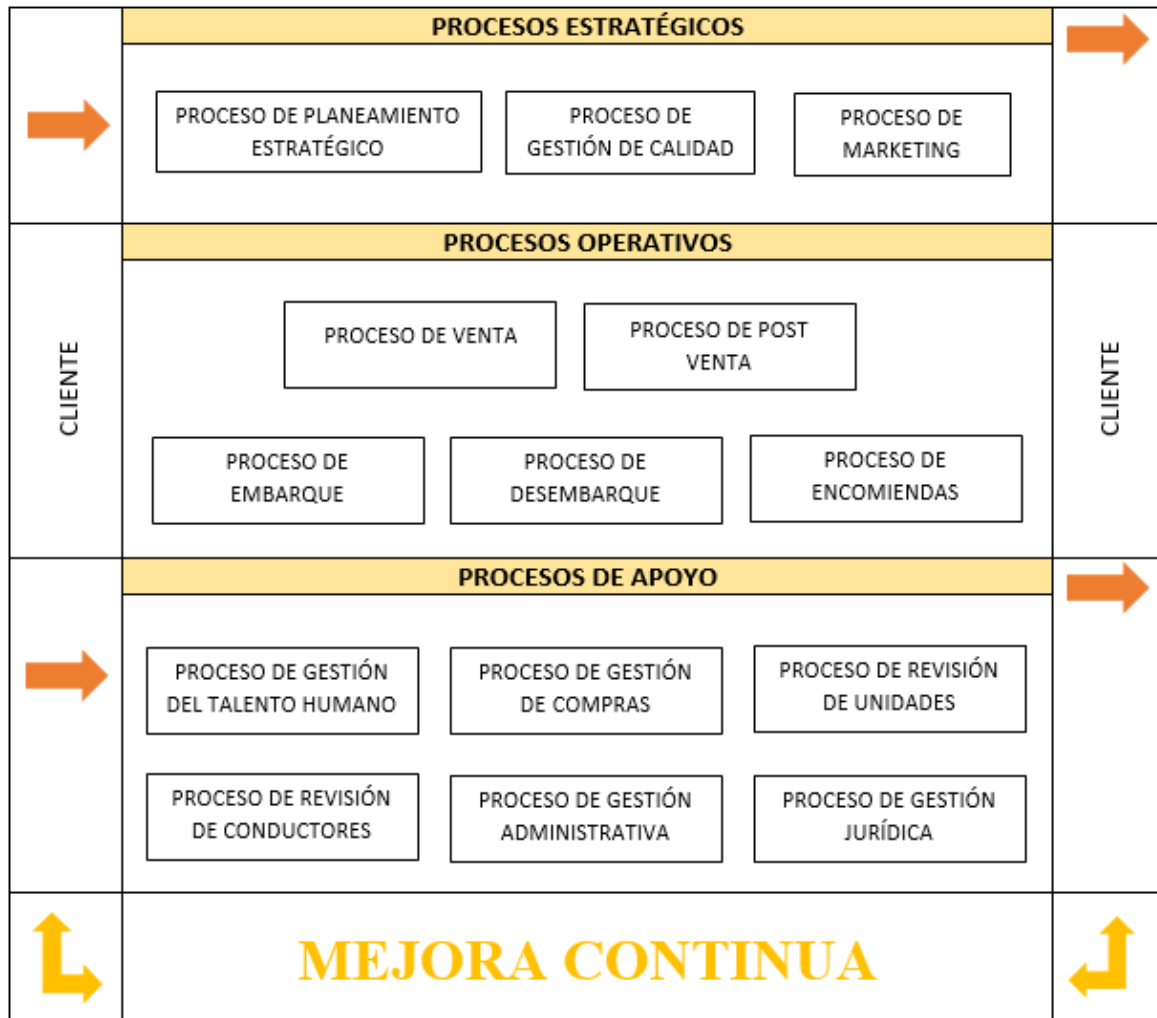 PROCESOS ESTRATÉGICOS
PROCESO DE PLANEAMIENTO
ESTRATÉGICO
PROCESO DE
GESTIÓN DE CALIDAD
PROCESO DE
MARKETING
PROCESOS OPERATIVOS
CLIENTE
PROCESO DE VENTA
PROCESO DE POST
VENTA
PROCESO DE
EMBARQUE
PROCESO DE
DESEMBARQUE
PROCESO DE
ENCOMIENDAS
CLIENTE
PROCESOS DE APOYO
PROCESO DE GESTIÓN
DEL TALENTO HUMANO
PROCESO DE GESTIÓN
DE COMPRAS
PROCESO DE REVISIÓN
DE UNIDADES
PROCESO DE REVISIÓN
DE CONDUCTORES
PROCESO DE GESTIÓN
ADMINISTRATIVA
PROCESO DE GESTIÓN
JURÍDICA
MEJORA CONTINUA